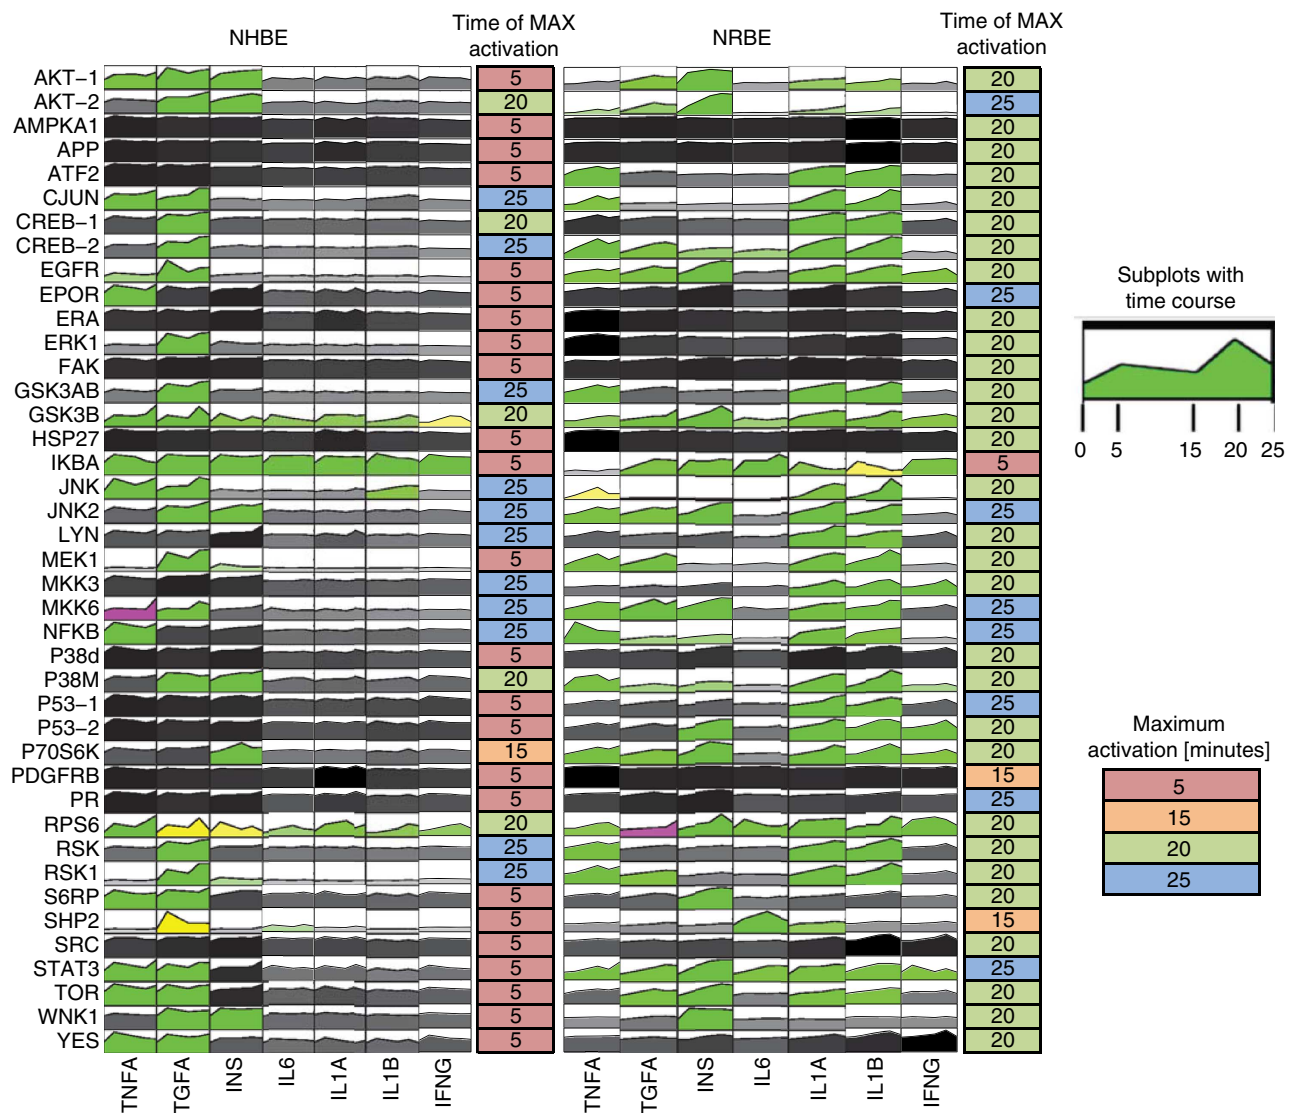 NHBE
Time of MAX
activation
NRBE
Time of MAX
activation
AKT-1 5 20
AKT-2 20 25
AMPKA1 5 20
APP 5 20
ATF2 5 20
CJUN 25 20
CREB-1 20 20
CREB-2 25 20
EGFR 5 20
EPOR 5 25
ERA 5 20
ERK1 5 20
FAK 5 20
GSK3AB 25 20
GSK3B 20 20
HSP27 5 20
IKBA 5 5
JNK 25 20
JNK2 25 25
LYN 25 20
MEK1 5 20
MKK3 25 20
MKK6 25 25
NFKB 25 25
P38d 5 20
P38M 20 20
P53-1 5 25
P53-2 5 20
P70S6K 15 20
PDGFRB 5 15
PR 5 25
RPS6 20 20
RSK 25 20
RSK1 25 20
S6RP 5 20
SHP2 5 15
SRC 5 20
STAT3 5 25
TOR 5 20
WNK1 5 20
YES 5 20
TNFA TGFA INS IL6 IL1A IL1B IFNG
TNFA TGFA INS IL6 IL1A IL1B IFNG
Subplots with
time course
0 5 15 20 25
Maximum
activation [minutes]
5
15
20
25